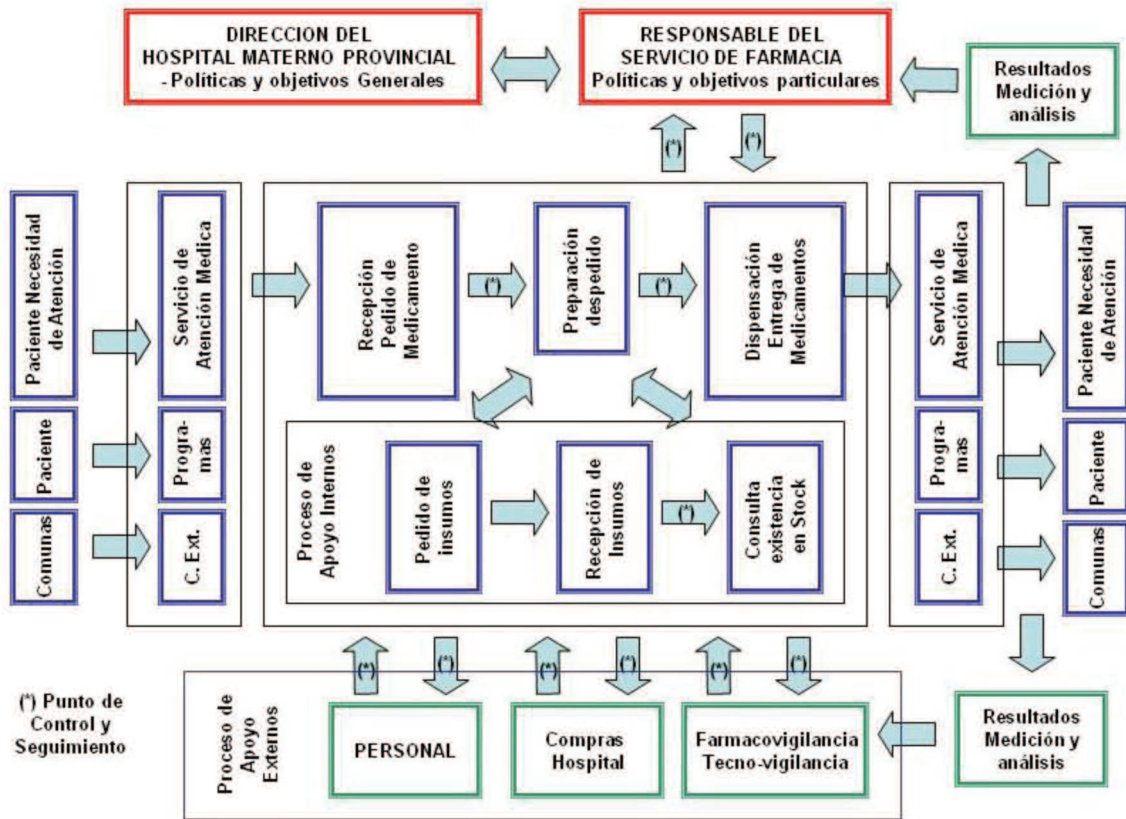 DIRECCION DEL
HOSPITAL MATERNO PROVINCIAL
- Políticas y objetivos Generales
RESPONSABLE DEL
SERVICIO DE FARMACIA
Políticas y objetivos particulares
Resultados
Medición y
análisis
(*)
(*)
Paciente Necesidad
de Atención
Servicio de
Atención Medica
Recepción
Pedido de
Medicamento
(*)
Preparación
despedido
(*)
Dispensación
Entrega de
Medicamentos
Servicio de
Atención Medica
Paciente Necesidad
de Atención
Paciente
Progra-
mas
Programas
Paciente
Comunas
C. Ext.
Proceso de
Apoyo Internos
Pedido de
insumos
Recepción de
Insumos
(*)
Consulta
existencia
en Stock
C. Ext.
Comunas
(*)
(*)
(*)
(*)
(*)
(*)
(*) Punto de
Control y
Seguimiento
Proceso de
Apoyo
Externos
PERSONAL
Compras
Hospital
Farmacovigilancia
Tecno-vigilancia
Resultados
Medición y
análisis